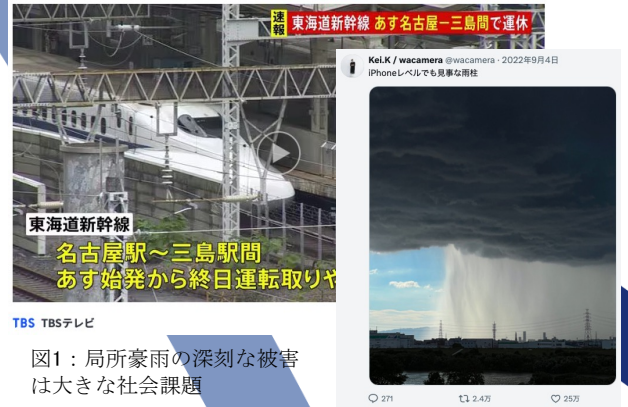 速報 東海道新幹線 あす名古屋ー三島間で運休
東海道新幹線
名古屋駅～三島駅間
あす始発から終日運転取りや
TBS TBSテレビ
図1：局所豪雨の深刻な被害
は大きな社会課題
Kei.K / wacamera @wacamera · 2022年9月4日
iPhoneレベルでも見事な雨柱
271 2.4万 25万